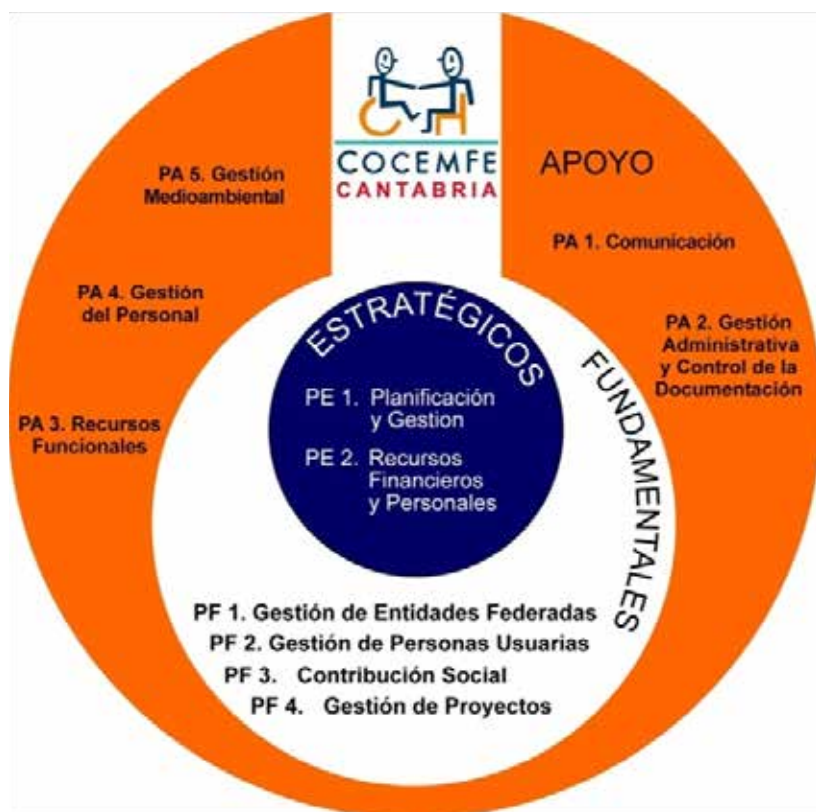 COCEMFE
CANTABRIA
APOYO
PA 1. Comunicación
PA 2. Gestión
Administrativa
y Control de la
Documentación
PA 3. Recursos
Funcionales
PA 4. Gestión
del Personal
PA 5. Gestión
Medioambiental
ESTRATÉGICOS
PE 1. Planificación
y Gestion
PE 2. Recursos
Financieros
y Personales
FUNDAMENTALES
PF 1. Gestión de Entidades Federadas
PF 2. Gestión de Personas Usuarias
PF 3. Contribución Social
PF 4. Gestión de Proyectos